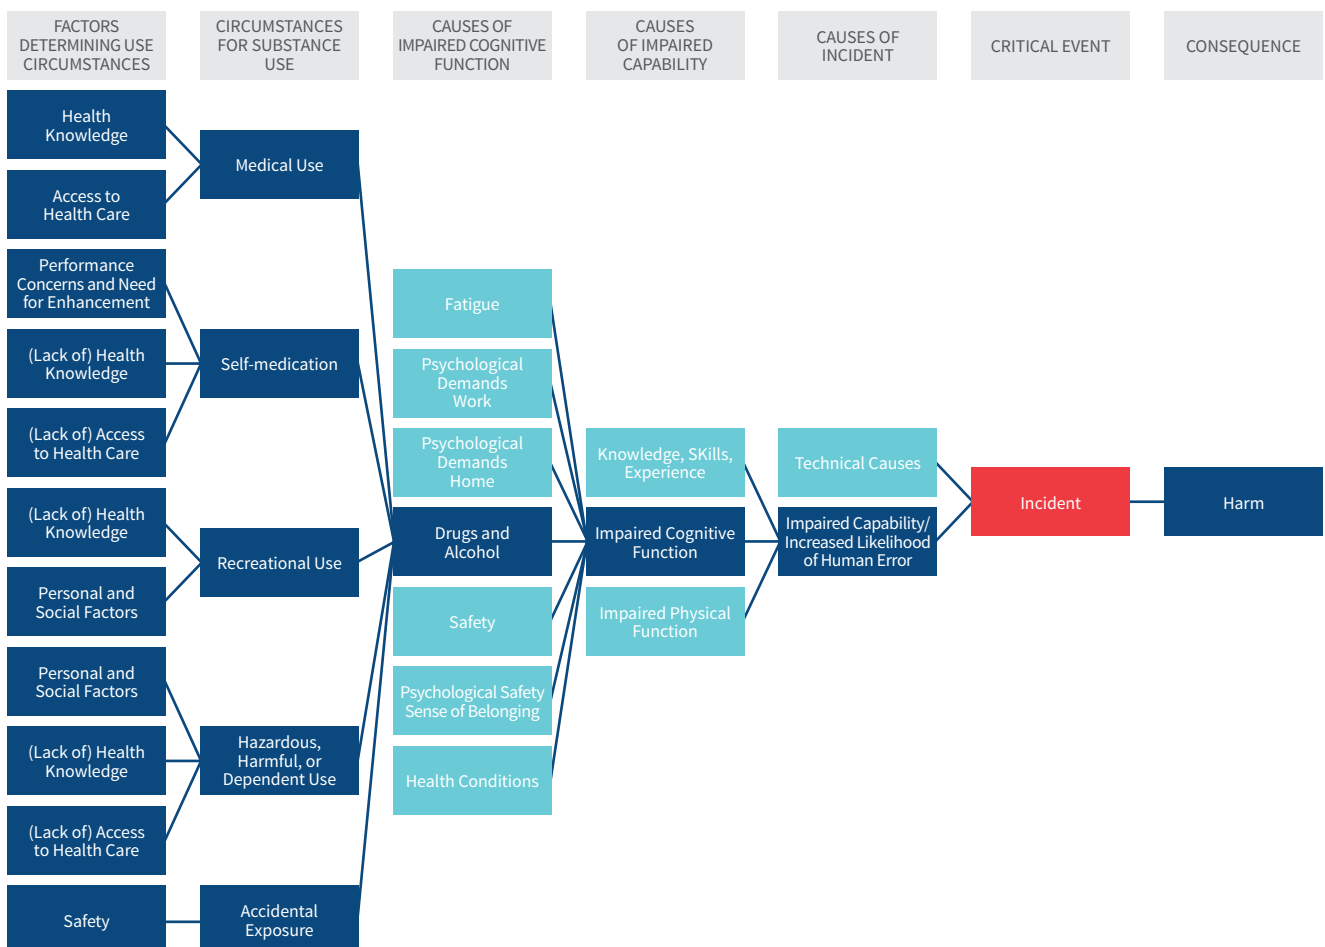 FACTORS
DETERMINING USE
CIRCUMSTANCES
CIRCUMSTANCES
FOR SUBSTANCE
USE
CAUSES OF
IMPAIRED COGNITIVE
FUNCTION
CAUSES
OF IMPAIRED
CAPABILITY
CAUSES OF
INCIDENT
CRITICAL EVENT
CONSEQUENCE
Health
Knowledge
Access to
Health Care
Performance
Concerns and Need
for Enhancement
(Lack of) Health
Knowledge
(Lack of) Access
to Health Care
(Lack of) Health
Knowledge
Personal and
Social Factors
Personal and
Social Factors
(Lack of) Health
Knowledge
(Lack of) Access
to Health Care
Safety
Medical Use
Self-medication
Recreational Use
Hazardous,
Harmful, or
Dependent Use
Accidental
Exposure
Fatigue
Psychological
Demands
Work
Psychological
Demands
Home
Drugs and
Alcohol
Safety
Psychological Safety
Sense of Belonging
Health Conditions
Knowledge, SKills,
Experience
Impaired Cognitive
Function
Impaired Physical
Function
Technical Causes
Impaired Capability/
Increased Likelihood
of Human Error
Incident
Harm